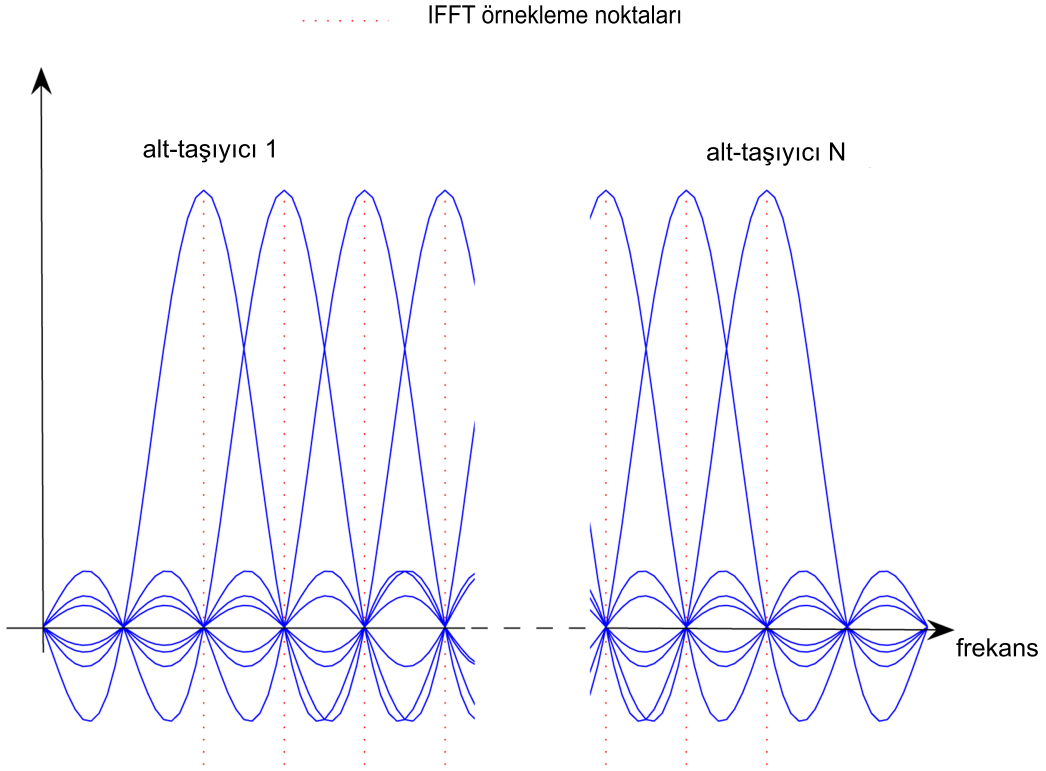 IFFT örnekleme noktaları
alt-taşıyıcı 1
alt-taşıyıcı N
frekans